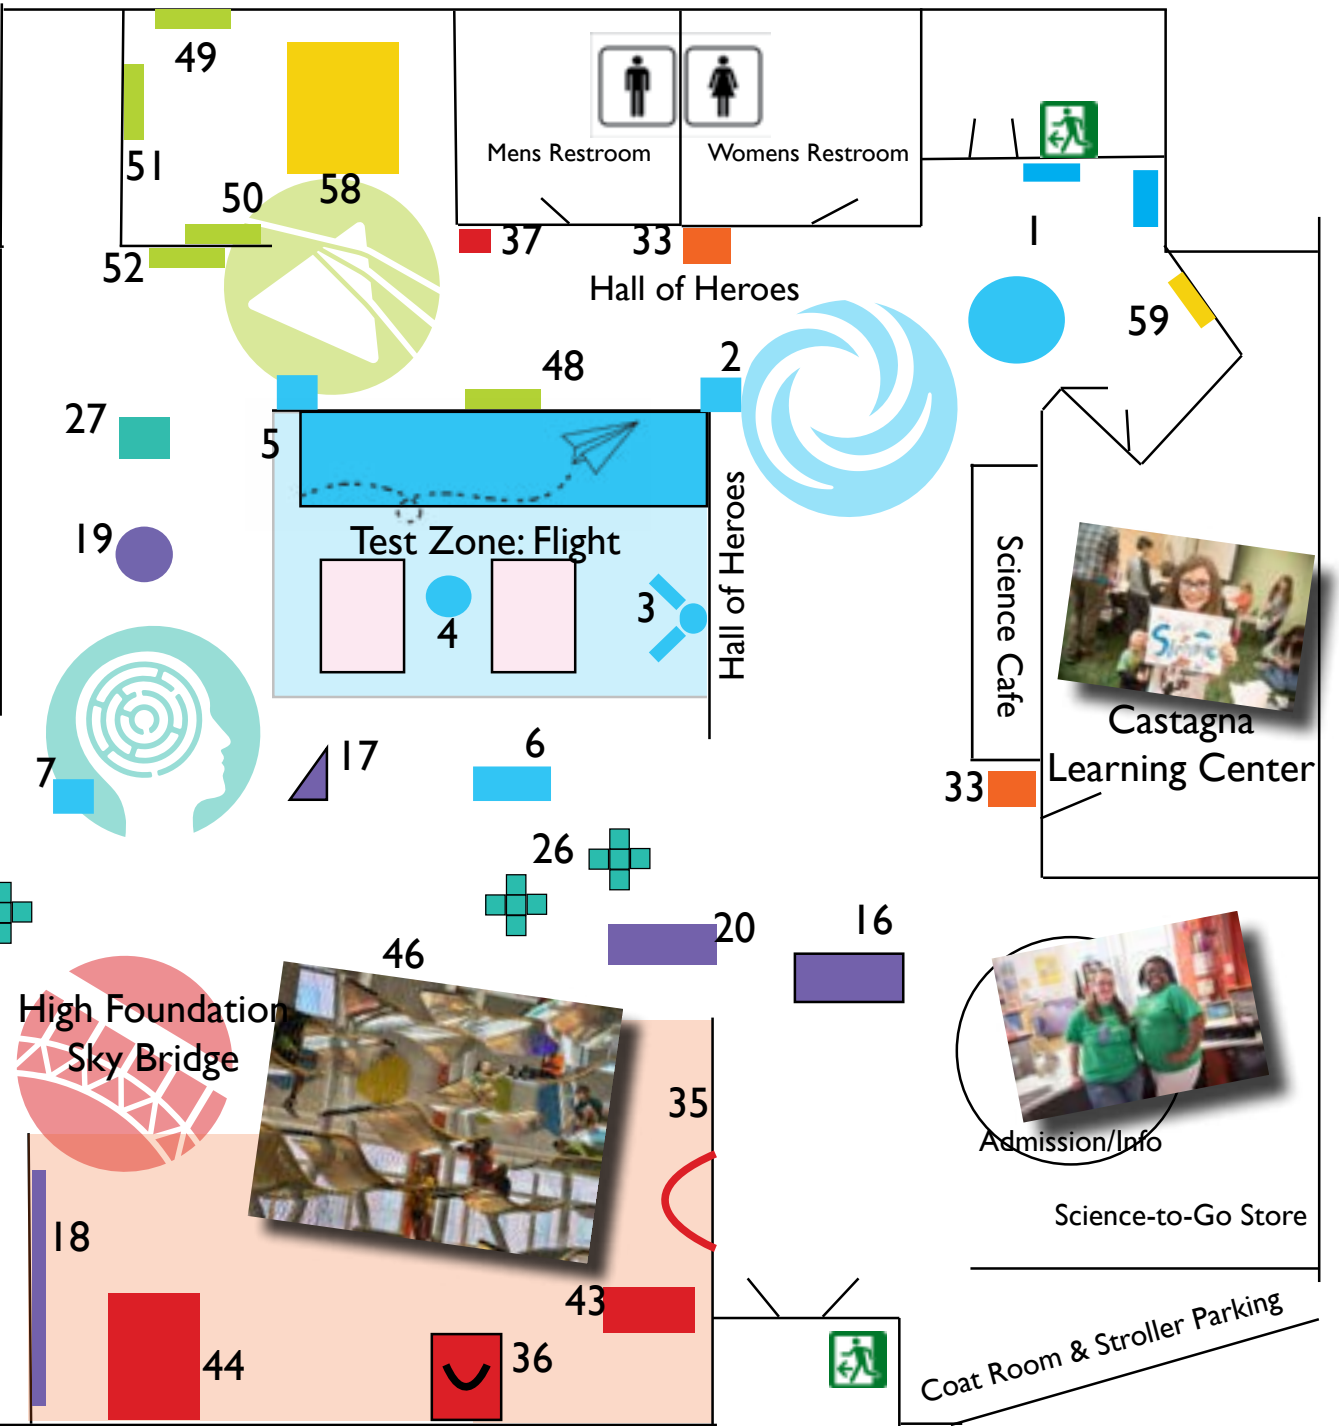 49
51
50
58
52
Mens Restroom
Womens Restroom
37
33
Hall of Heroes
1
59
2
48
27
5
19
Test Zone: Flight
4
3
Hall of Heroes
Science Cafe
Castagna
Learning Center
33
7
17
6
26
20
16
46
High Foundation
Sky Bridge
35
Admission/Info
Science-to-Go Store
18
43
44
36
Coat Room & Stroller Parking